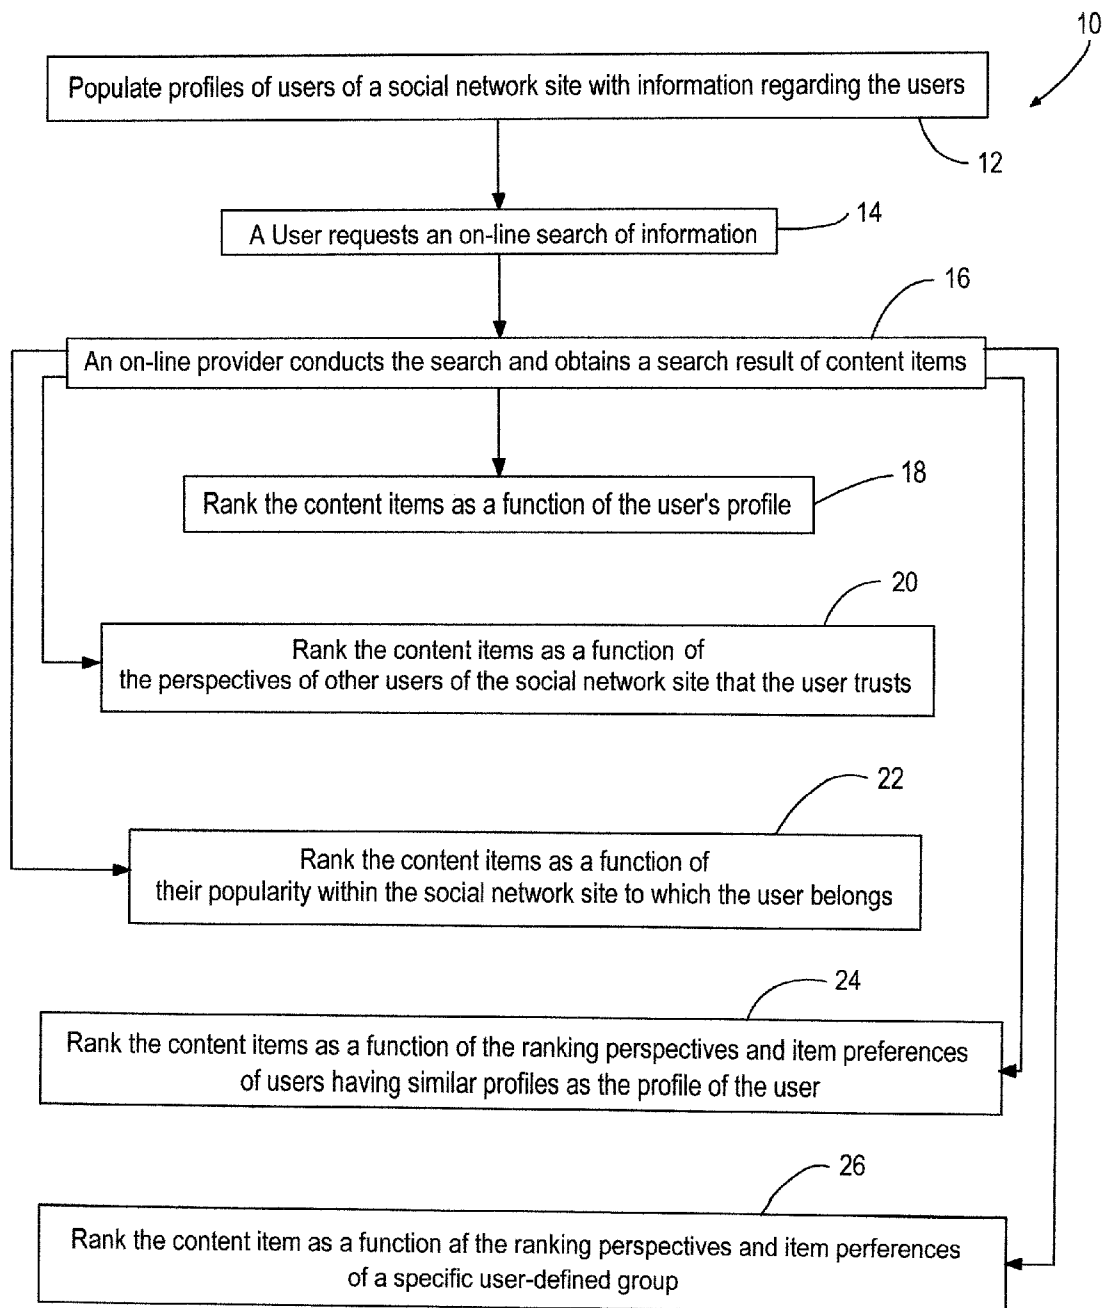 10
Populate profiles of users of a social network site with information regarding the users
12
14
A User requests an on-line search of information
16
An on-line provider conducts the search and obtains a search result of content items
18
Rank the content items as a function of the user's profile
20
Rank the content items as a function of
the perspectives of other users of the social network site that the user trusts
22
Rank the content items as a function of
their popularity within the social network site to which the user belongs
24
Rank the content items as a function of the ranking perspectives and item preferences
of users having similar profiles as the profile of the user
26
Rank the content item as a function af the ranking perspectives and item perferences
of a specific user-defined group